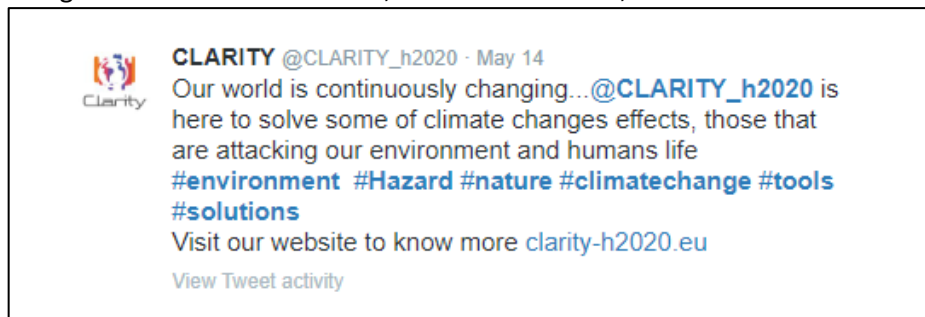 CLARITY @CLARITY_h2020 · May 14
Our world is continuously changing...@CLARITY_h2020 is
here to solve some of climate changes effects, those that
are attacking our environment and humans life
#environment #Hazard #nature #climatechange #tools
#solutions
Visit our website to know more clarity-h2020.eu
View Tweet activity
Clarity